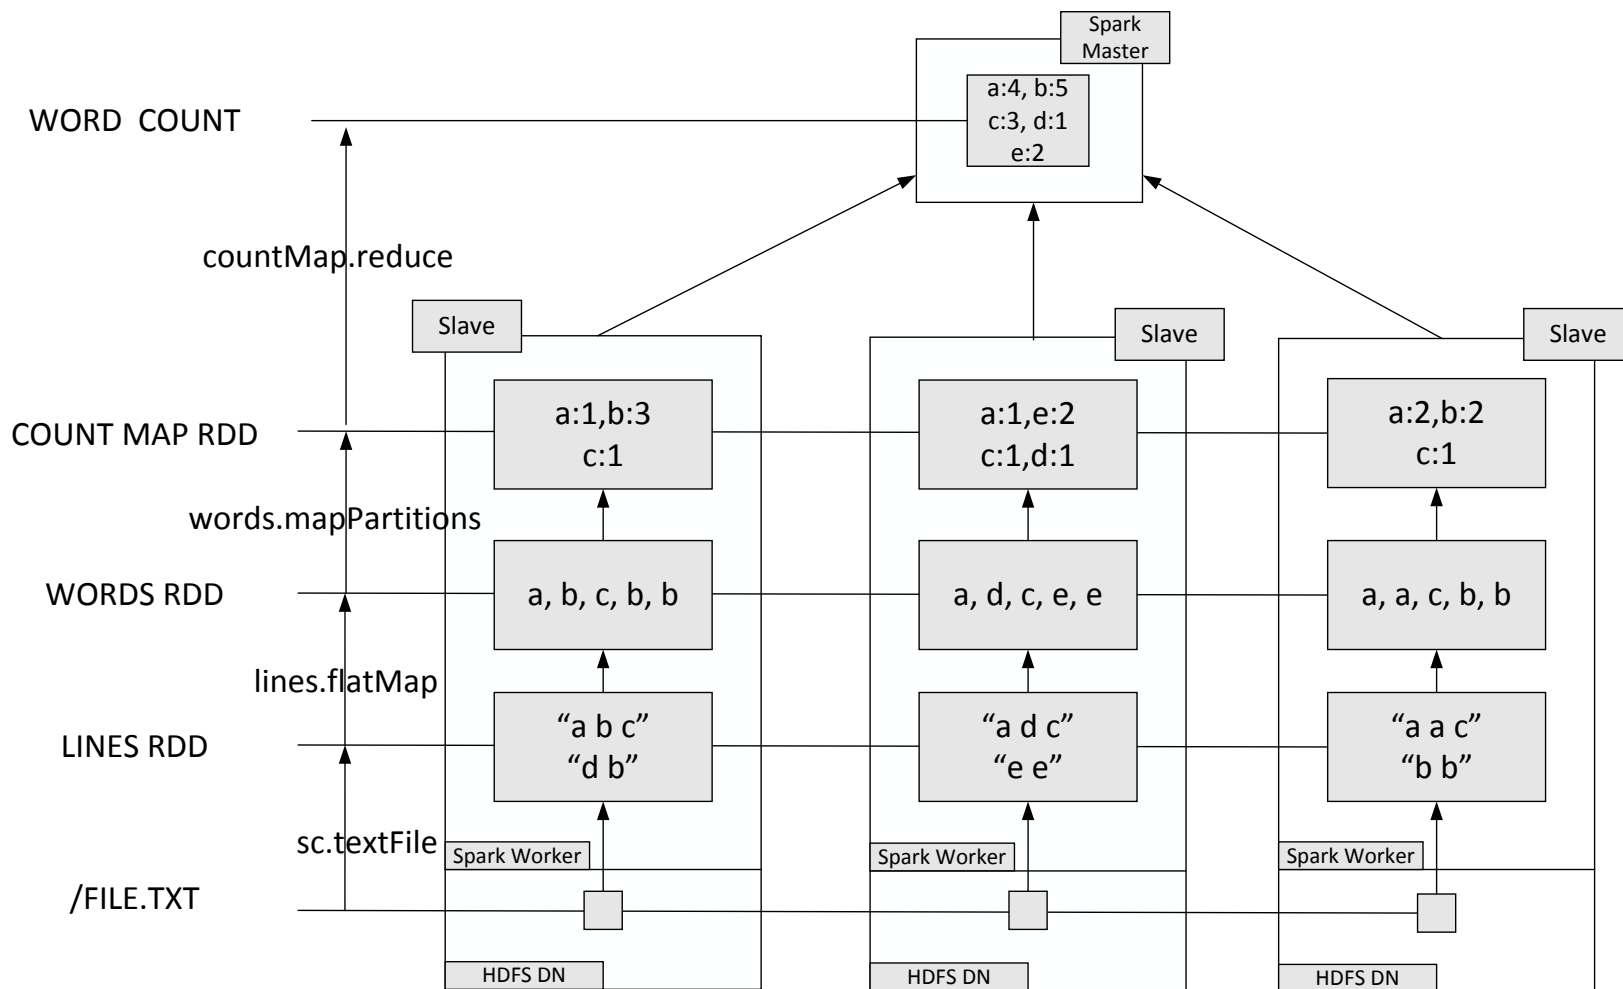 Spark
Master
a:4, b:5
c:3, d:1
e:2
WORD COUNT
countMap.reduce
Slave
Slave
Slave
COUNT MAP RDD
a:1,b:3
c:1
a:1,e:2
c:1,d:1
a:2,b:2
c:1
words.mapPartitions
WORDS RDD
a, b, c, b, b
a, d, c, e, e
a, a, c, b, b
lines.flatMap
LINES RDD
“a b c”
“d b”
“a d c”
“e e”
“a a c”
“b b”
sc.textFile
Spark Worker
Spark Worker
Spark Worker
/FILE.TXT
HDFS DN
HDFS DN
HDFS DN